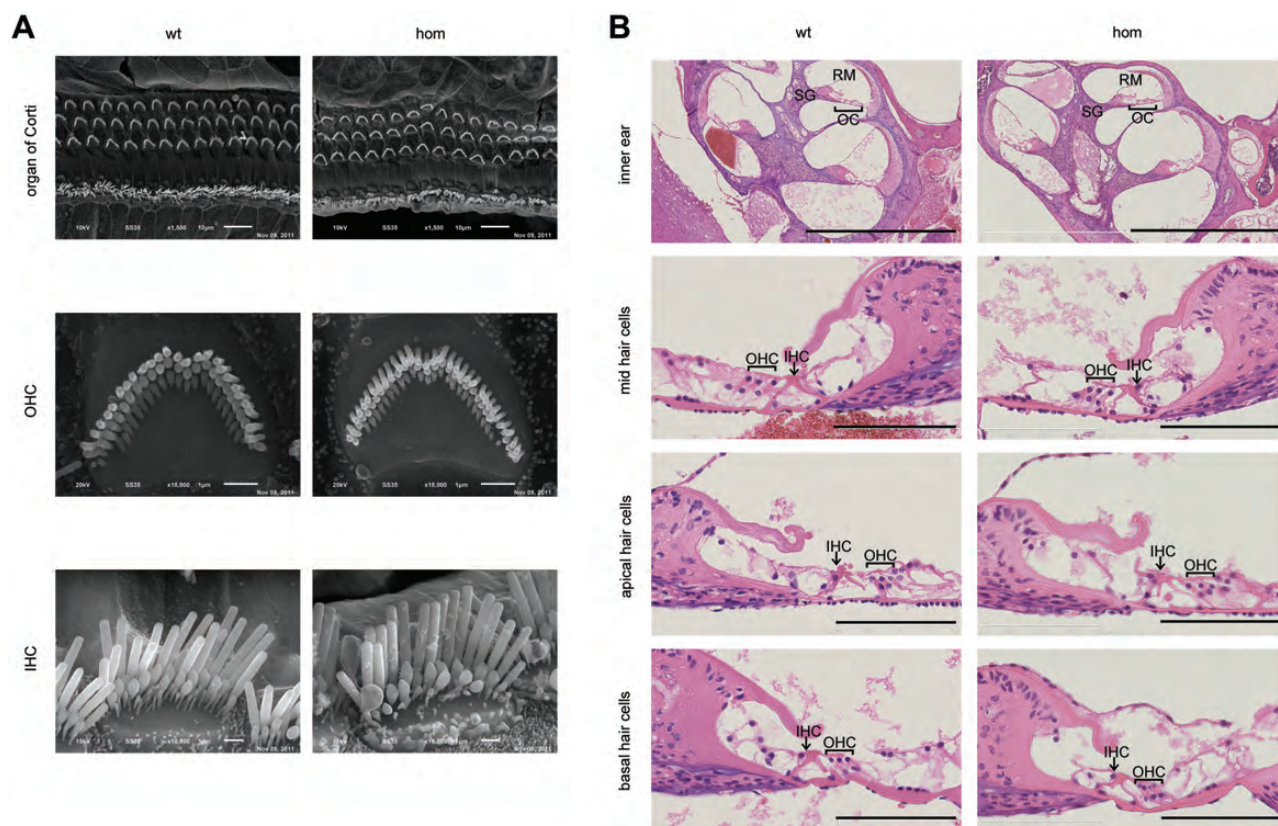 A
wt
hom
organ of Corti
10kV SS35 x1,500 10µm
Nov 09, 2011
10kV SS35 x1,500 10µm
Nov 09, 2011
OHC
20kV SS35 x18,000 1µm
Nov 09, 2011
20kV SS35 x18,000 1µm
Nov 09, 2011
IHC
Nov 09, 2011
Nov 09, 2011
B
wt
hom
inner ear
RM
SG
OC
RM
SG
OC
mid hair cells
OHC
IHC
OHC
IHC
apical hair cells
IHC
OHC
IHC
OHC
basal hair cells
IHC
OHC
IHC
OHC